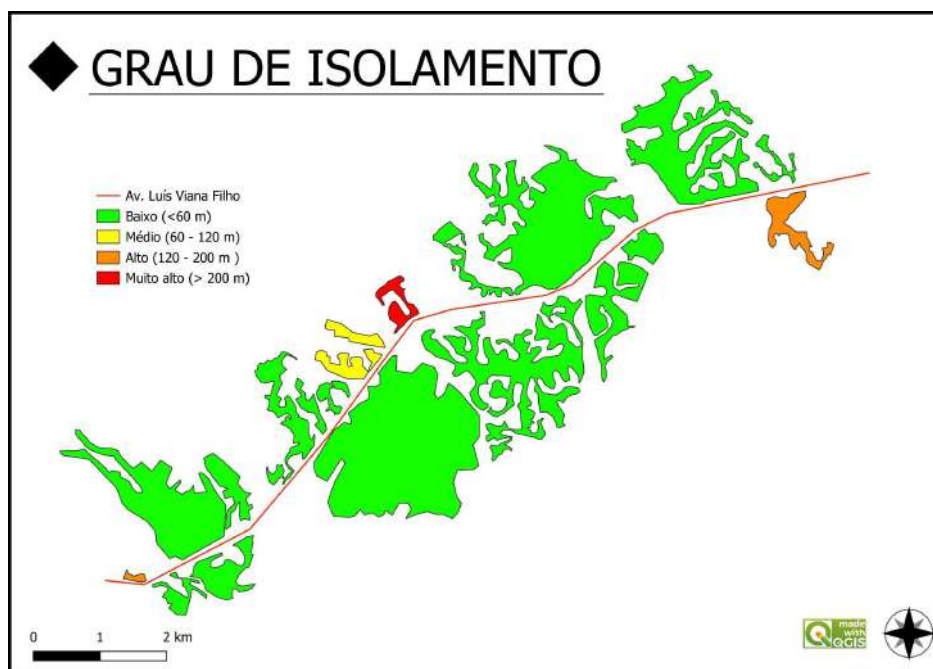 GRAU DE ISOLAMENTO
Av. Luís Viana Filho
Baixo (<60 m)
Médio (60 - 120 m)
Alto (120 - 200 m )
Muito alto (> 200 m)
0 1 2 km
made
with
QGIS